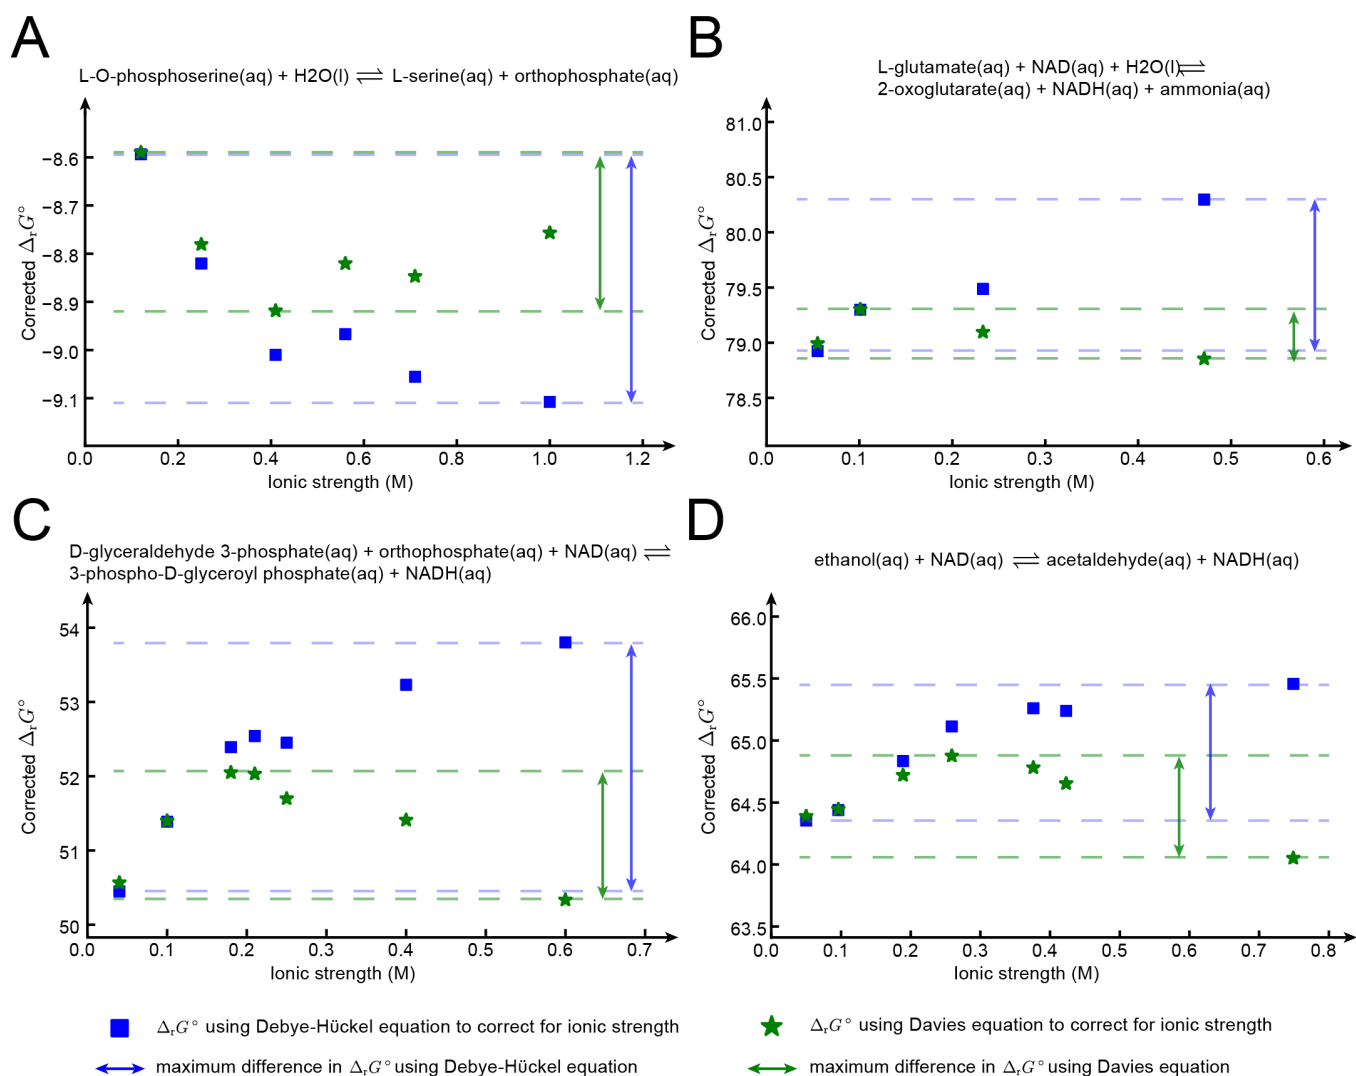 A
L-O-phosphoserine(aq) + H2O(l) ⇌ L-serine(aq) + orthophosphate(aq)
Corrected ΔrG°
−8.6
−8.7
−8.8
−8.9
−9.0
−9.1
0.0 0.2 0.4 0.6 0.8 1.0 1.2
Ionic strength (M)
B
L-glutamate(aq) + NAD(aq) + H2O(l) ⇌
2-oxoglutarate(aq) + NADH(aq) + ammonia(aq)
Corrected ΔrG°
81.0
80.5
80.0
79.5
79.0
78.5
0.0 0.1 0.2 0.3 0.4 0.5 0.6
Ionic strength (M)
C
D-glyceraldehyde 3-phosphate(aq) + orthophosphate(aq) + NAD(aq) ⇌
3-phospho-D-glyceroyl phosphate(aq) + NADH(aq)
Corrected ΔrG°
54
53
52
51
50
0.0 0.1 0.2 0.3 0.4 0.5 0.6 0.7
Ionic strength (M)
D
ethanol(aq) + NAD(aq) ⇌ acetaldehyde(aq) + NADH(aq)
Corrected ΔrG°
66.0
65.5
65.0
64.5
64.0
63.5
0.0 0.1 0.2 0.3 0.4 0.5 0.6 0.7 0.8
Ionic strength (M)
ΔrG° using Debye-Hückel equation to correct for ionic strength
ΔrG° using Davies equation to correct for ionic strength
maximum difference in ΔrG° using Debye-Hückel equation
maximum difference in ΔrG° using Davies equation